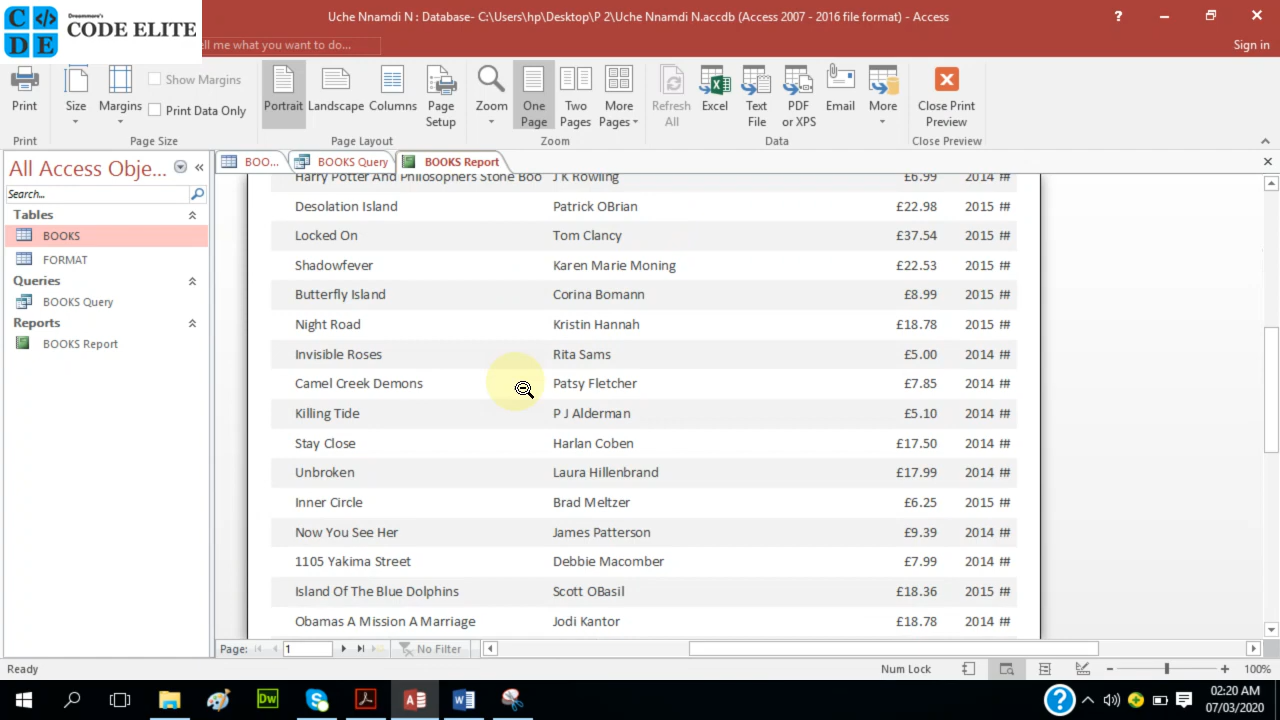 Dreammore's
CODE ELITE
C </>
D E
Uche Nnamdi N : Database- C:\Users\hp\Desktop\P 2\Uche Nnamdi N.accdb (Access 2007 - 2016 file format) - Access
?
ell me what you want to do...
Sign in
Print
Size
Margins
Show Margins
Print Data Only
Portrait
Landscape
Columns
Page Setup
Zoom
One Page
Two Pages
More Pages
Refresh All
Excel
Text File
PDF or XPS
Email
More
Close Print Preview
Print
Page Size
Page Layout
Zoom
Data
Close Preview
All Access Obje...
BOO...
BOOKS Query
BOOKS Report
Search...
Tables
BOOKS
FORMAT
Queries
BOOKS Query
Reports
BOOKS Report
Harry Potter And Philosophers Stone Boo J K Rowling £6.99 2014 ##
Desolation Island Patrick OBrian £22.98 2015 ##
Locked On Tom Clancy £37.54 2015 ##
Shadowfever Karen Marie Moning £22.53 2015 ##
Butterfly Island Corina Bomann £8.99 2015 ##
Night Road Kristin Hannah £18.78 2015 ##
Invisible Roses Rita Sams £5.00 2014 ##
Camel Creek Demons Patsy Fletcher £7.85 2014 ##
Killing Tide P J Alderman £5.10 2014 ##
Stay Close Harlan Coben £17.50 2014 ##
Unbroken Laura Hillenbrand £17.99 2014 ##
Inner Circle Brad Meltzer £6.25 2015 ##
Now You See Her James Patterson £9.39 2014 ##
1105 Yakima Street Debbie Macomber £7.99 2014 ##
Island Of The Blue Dolphins Scott OBasil £18.36 2015 ##
Obamas A Mission A Marriage Jodi Kantor £18.78 2014 ##
Page: 1 No Filter
Ready
Num Lock
100%
Dw
02:20 AM
07/03/2020